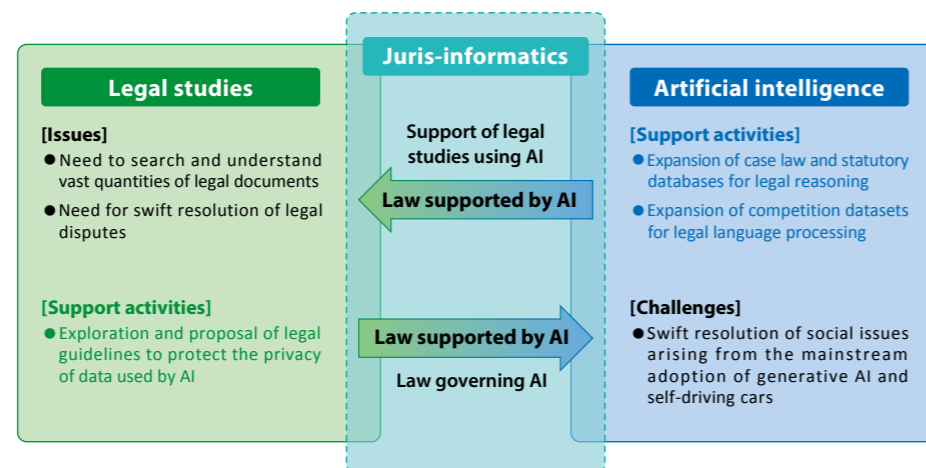 Juris-informatics
Legal studies
[Issues]
●Need to search and understand
vast quantities of legal documents
●Need for swift resolution of legal
disputes
[Support activities]
●Exploration and proposal of legal
guidelines to protect the privacy
of data used by AI
Support of legal
studies using AI
Law supported by AI
Law supported by AI
Law governing AI
Artificial intelligence
[Support activities]
●Expansion of case law and statutory
databases for legal reasoning
●Expansion of competition datasets
for legal language processing
[Challenges]
●Swift resolution of social issues
arising from the mainstream
adoption of generative AI and
self-driving cars